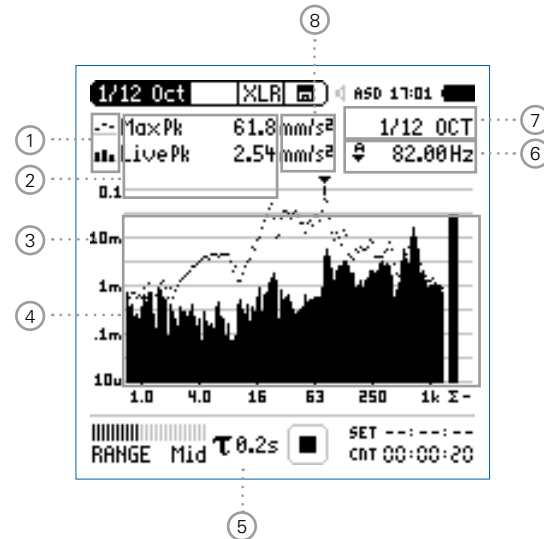 8
1/12 Oct XLR ASD 17:01
1 MaxPk 61.8 mm/s² 1/12 OCT 7
2 LivePk 2.54 mm/s² 82.00Hz 6
0.1
3 10m
4 1m
.1m
10u
1.0 4.0 16 63 250 1k Σ-
RANGE Mid τ0.2s SET --:--:--
CNT 00:00:20
5